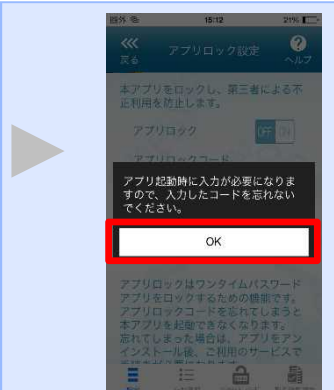 圏外
15:12
21%
戻る
アプリロック設定
ヘルプ
本アプリをロックし、第三者による不
正利用を防止します。
アプリロック
OFF ON
アプリロックコード
アプリ起動時に入力が必要になりま
すので、入力したコードを忘れない
でください。
OK
アプリロックはワンタイムパスワード
アプリをロックするための機能です。
アプリロックコードを忘れてしまうと
本アプリを起動できなくなります。
忘れてしまった場合は、アプリをアン
インストール後、ご利用のサービスで